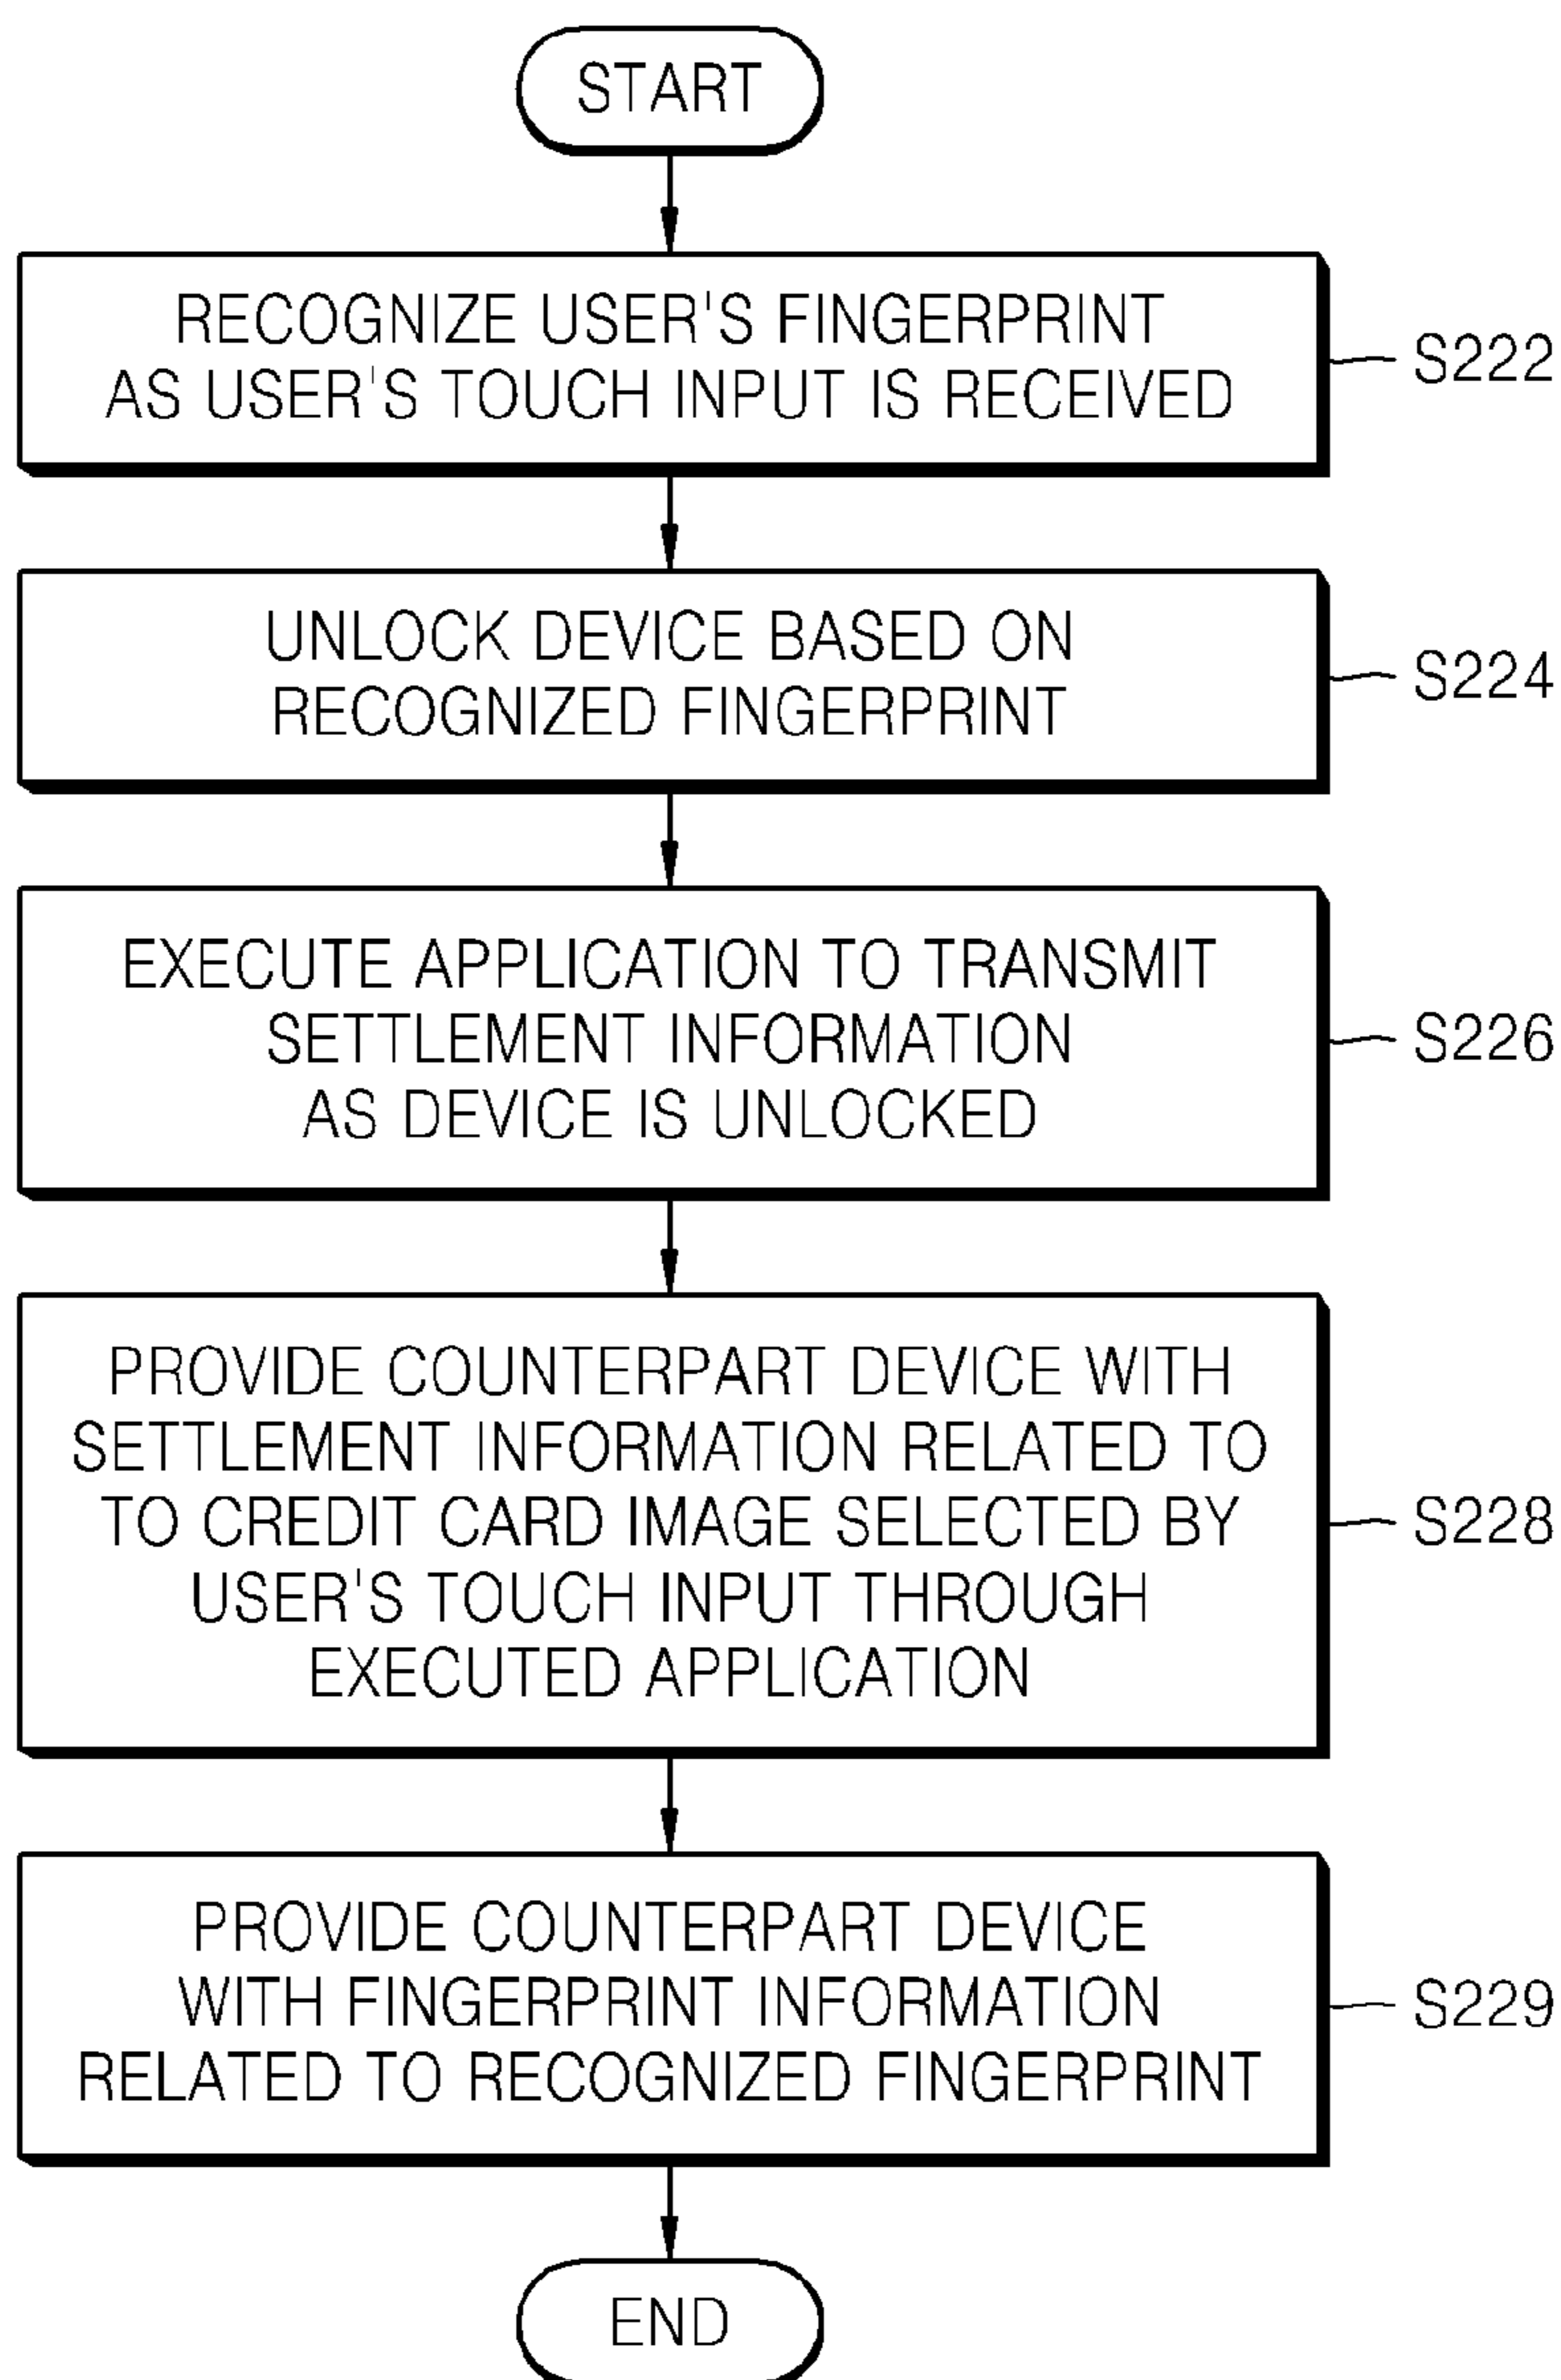 START
RECOGNIZE USER'S FINGERPRINT
AS USER'S TOUCH INPUT IS RECEIVED
S222
UNLOCK DEVICE BASED ON
RECOGNIZED FINGERPRINT
S224
EXECUTE APPLICATION TO TRANSMIT
SETTLEMENT INFORMATION
AS DEVICE IS UNLOCKED
S226
PROVIDE COUNTERPART DEVICE WITH
SETTLEMENT INFORMATION RELATED TO
TO CREDIT CARD IMAGE SELECTED BY
USER'S TOUCH INPUT THROUGH
EXECUTED APPLICATION
S228
PROVIDE COUNTERPART DEVICE
WITH FINGERPRINT INFORMATION
RELATED TO RECOGNIZED FINGERPRINT
S229
END